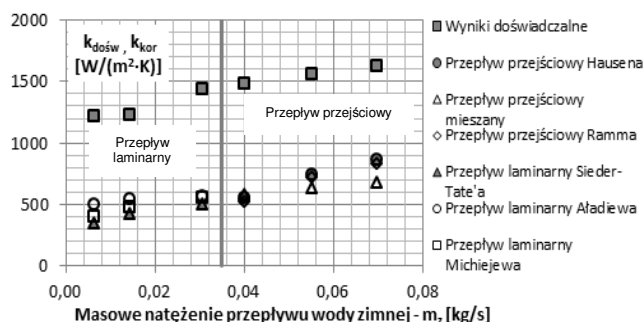 2000
1500
1000
500
0
k_dośw , k_kor
[W/(m²·K)]
Przepływ
laminarny
Przepływ przejściowy
0,00
0,02
0,04
0,06
0,08
Masowe natężenie przepływu wody zimnej - m_z [kg/s]
Wyniki doświadczalne
Przepływ przejściowy Hausena
Przepływ przejściowy
mieszany
Przepływ przejściowy Ramma
Przepływ laminarny Sieder-
Tate'a
Przepływ laminarny Aładiewa
Przepływ laminarny
Michiejewa